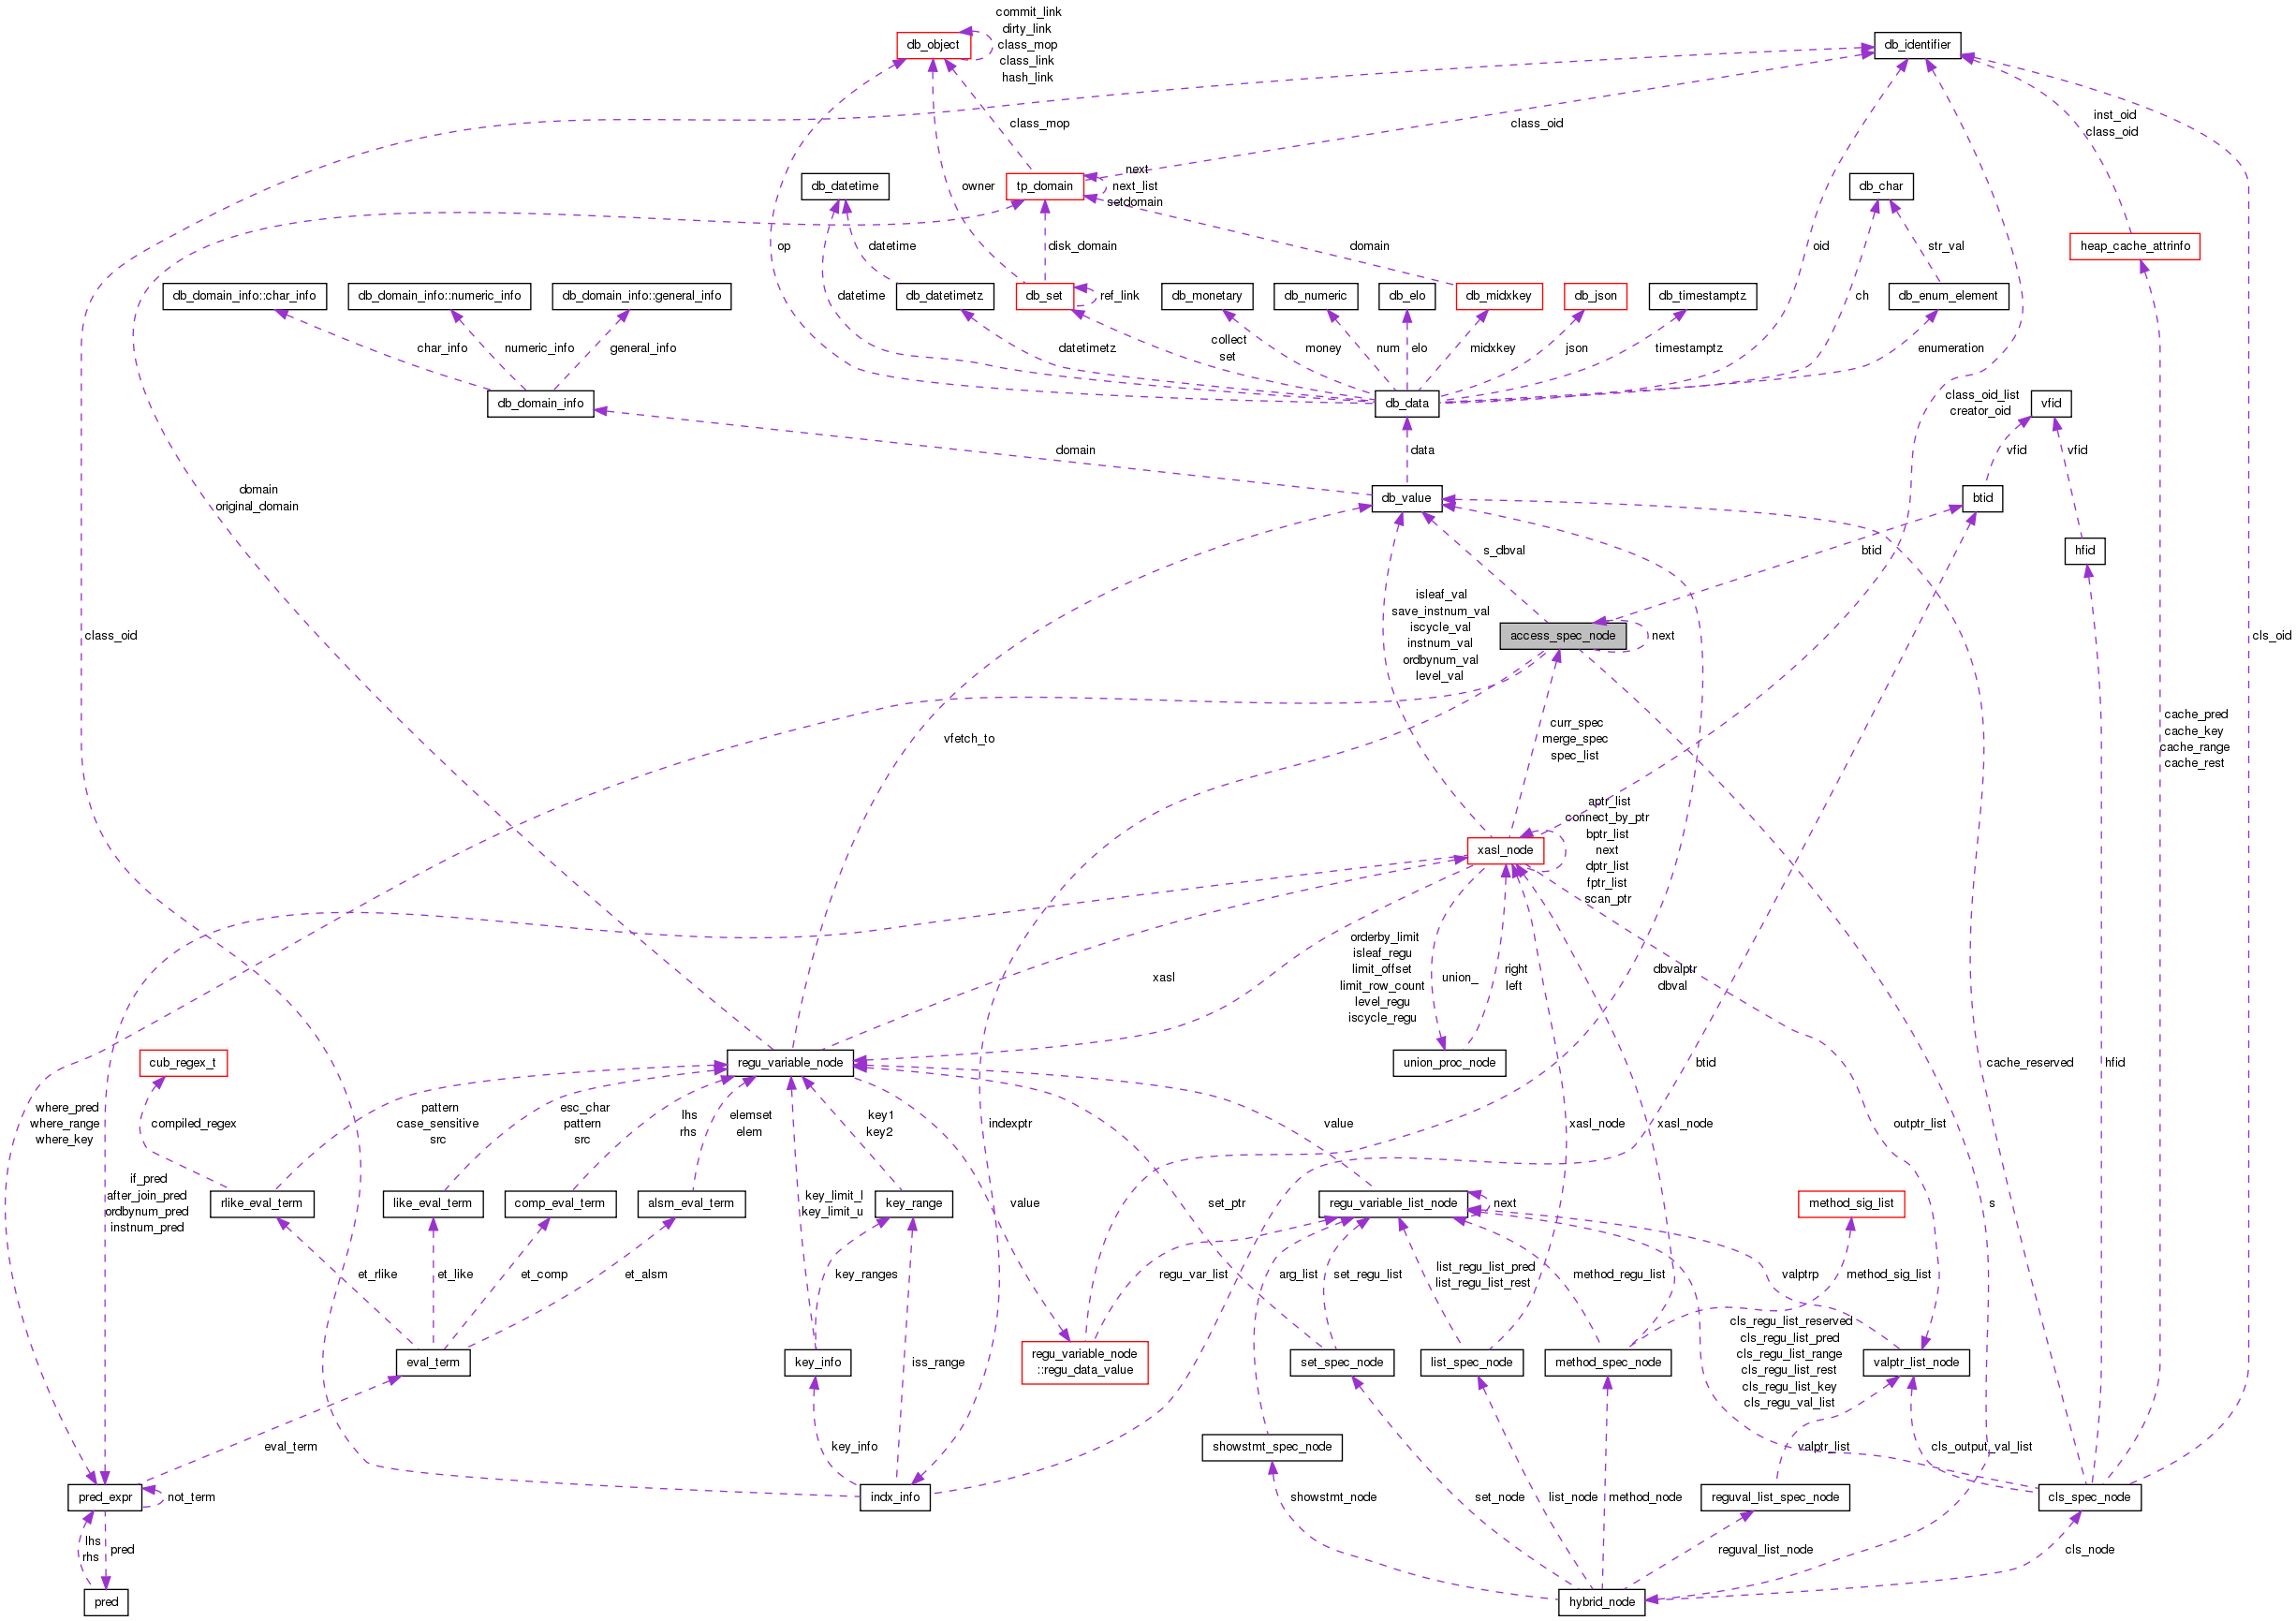 commit_link
dirty_link
class_mop
class_link
hash_link
db_object
db_identifier
class_mop
class_oid
inst_oid
class_oid
next
next_list
setdomain
db_datetime
owner
tp_domain
db_char
op
datetime
disk_domain
domain
oid
str_val
heap_cache_attrinfo
db_domain_info::char_info
db_domain_info::numeric_info
db_domain_info::general_info
datetime
db_datetimetz
db_set
ref_link
db_monetary
db_numeric
db_elo
db_midxkey
db_json
db_timestamptz
ch
db_enum_element
char_info
numeric_info
general_info
datetimetz
collect
set
money
num
elo
midxkey
json
timestamptz
enumeration
db_domain_info
db_data
class_oid_list
creator_oid
vfid
domain
data
vfid
vfid
domain
original_domain
db_value
btid
s_dbval
btid
hfid
isleaf_val
save_instnum_val
iscycle_val
instnum_val
ordbynum_val
level_val
class_oid
access_spec_node
next
cls_oid
vfetch_to
curr_spec
merge_spec
spec_list
cache_pred
cache_key
cache_range
cache_rest
aptr_list
connect_by_ptr
bptr_list
next
dptr_list
fptr_list
scan_ptr
xasl_node
xasl
orderby_limit
isleaf_regu
limit_offset
limit_row_count
level_regu
iscycle_regu
union_
right
left
dbvalptr
dbval
cub_regex_t
regu_variable_node
union_proc_node
btid
cache_reserved
hfid
where_pred
where_range
where_key
compiled_regex
pattern
case_sensitive
src
esc_char
pattern
src
lhs
rhs
elemset
elem
key1
key2
indexptr
value
xasl_node
xasl_node
outptr_list
if_pred
after_join_pred
ordbynum_pred
instnum_pred
rlike_eval_term
like_eval_term
comp_eval_term
alsm_eval_term
key_limit_l
key_limit_u
key_range
value
set_ptr
regu_variable_list_node
next
method_sig_list
s
et_rlike
et_like
et_comp
et_alsm
key_ranges
regu_var_list
arg_list
set_regu_list
list_regu_list_pred
list_regu_list_rest
method_regu_list
method_sig_list
valptrp
eval_term
key_info
iss_range
regu_variable_node
::regu_data_value
set_spec_node
list_spec_node
method_spec_node
cls_regu_list_reserved
cls_regu_list_pred
cls_regu_list_range
cls_regu_list_rest
cls_regu_list_key
cls_regu_val_list
valptr_list_node
eval_term
key_info
showstmt_spec_node
valptr_list
cls_output_val_list
pred_expr
not_term
indx_info
showstmt_node
set_node
list_node
method_node
reguval_list_spec_node
cls_spec_node
lhs
rhs
pred
reguval_list_node
cls_node
pred
hybrid_node